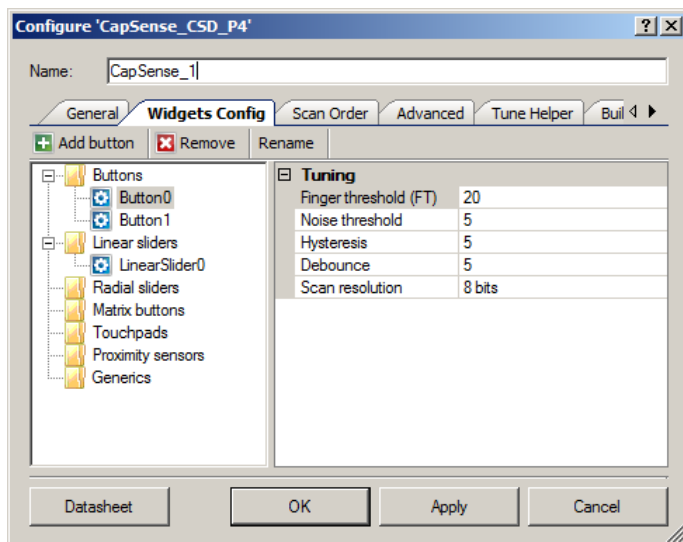 Configure 'CapSense_CSD_P4'
Name: CapSense_1
General Widgets Config Scan Order Advanced Tune Helper Buil
Add button Remove Rename
Buttons
Button0
Button1
Linear sliders
LinearSlider0
Radial sliders
Matrix buttons
Touchpads
Proximity sensors
Generics
Tuning
Finger threshold (FT) 20
Noise threshold 5
Hysteresis 5
Debounce 5
Scan resolution 8 bits
Datasheet OK Apply Cancel